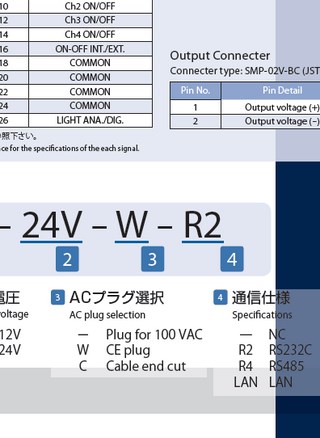 10 Ch2 ON/OFF
12 Ch3 ON/OFF
14 Ch4 ON/OFF
16 ON-OFF INT./EXT.
18 COMMON
20 COMMON
22 COMMON
24 COMMON
26 LIGHT ANA./DIG.
照下さい。
ce for the specifications of the each signal.
Output Connecter
Connecter type: SMP-02V-BC (JST
Pin No. Pin Detail
1 Output voltage (+)
2 Output voltage (–)
– 24V – W – R2
2 3 4
電圧
voltage
12V
24V
3 ACプラグ選択
AC plug selection
— Plug for 100 VAC
W CE plug
C Cable end cut
4 通信仕様
Specifications
— NC
R2 RS232C
R4 RS485
LAN LAN